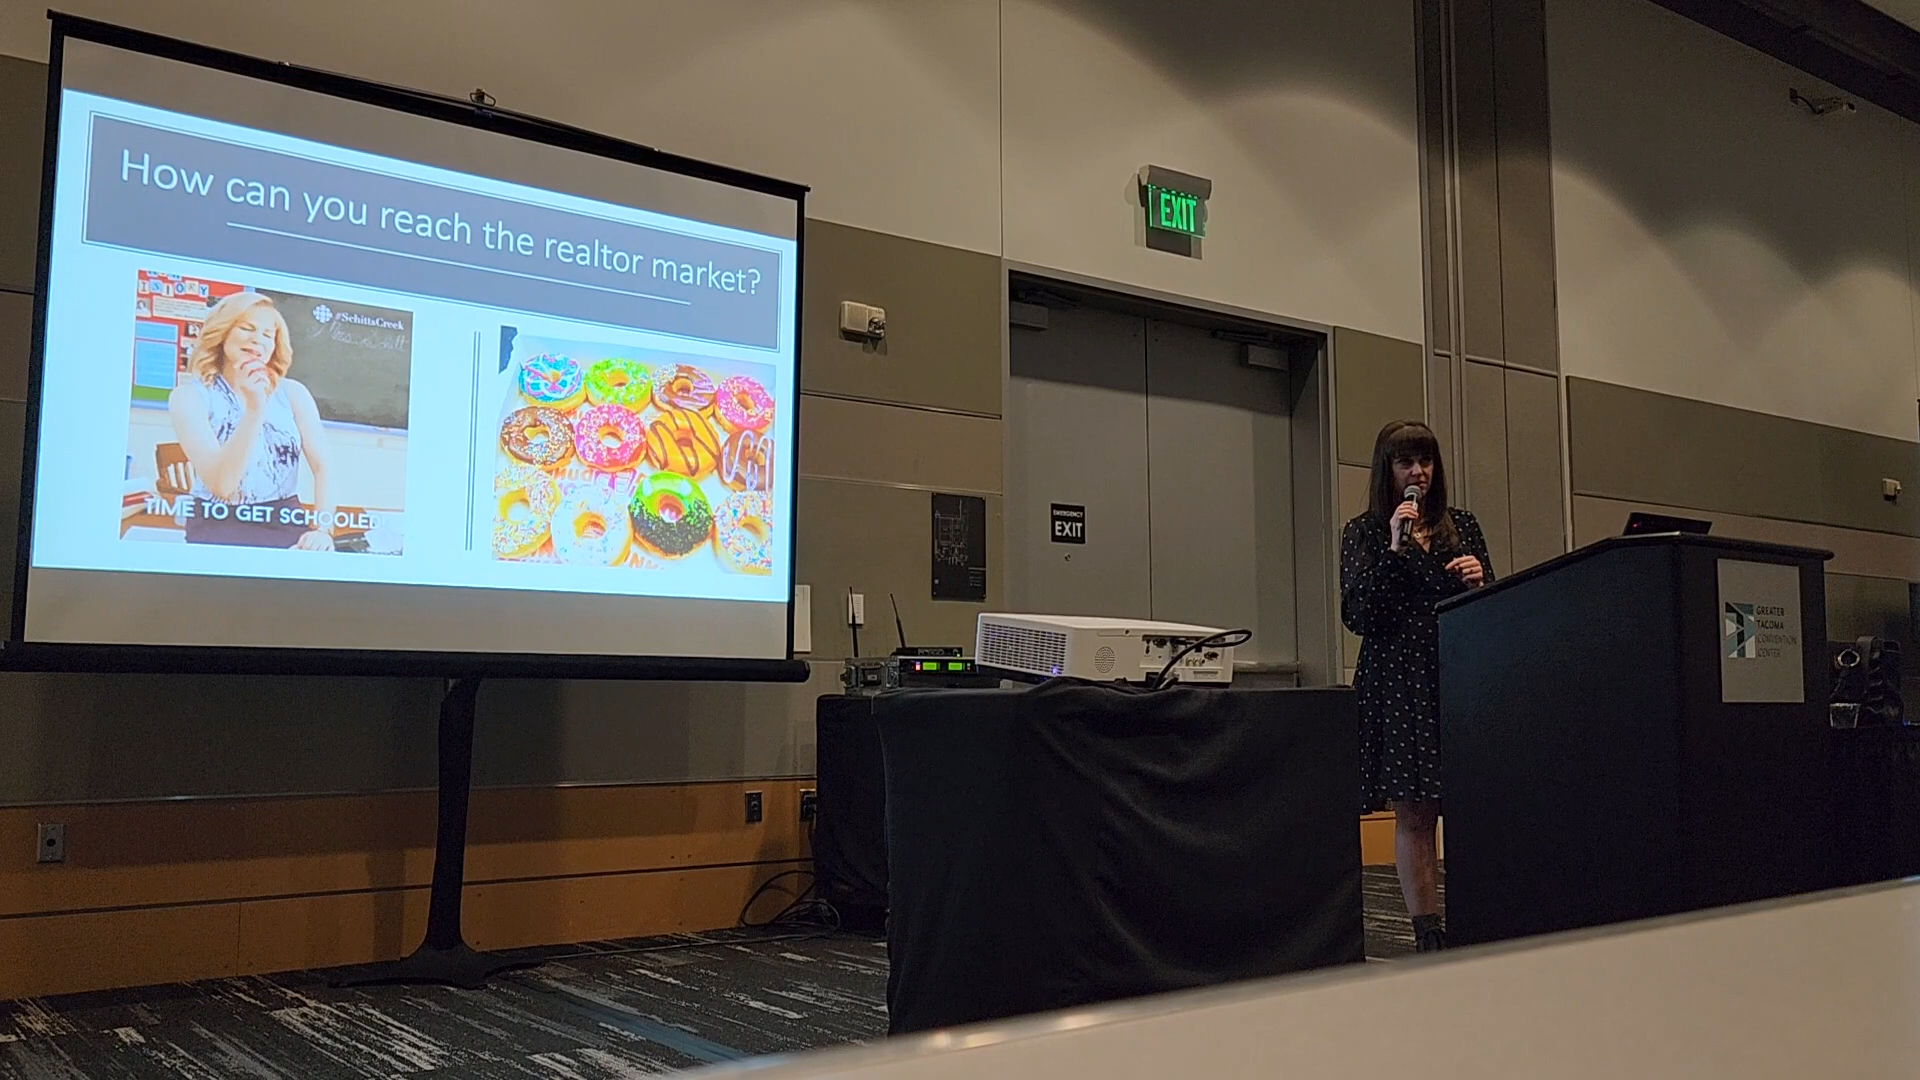 How can you reach the realtor market?
ISTORY
#SchittsCreek
TIME TO GET SCHOOLED!
EXIT
EMERGENCY
EXIT
GREATER
TACOMA
CONVENTION
CENTER